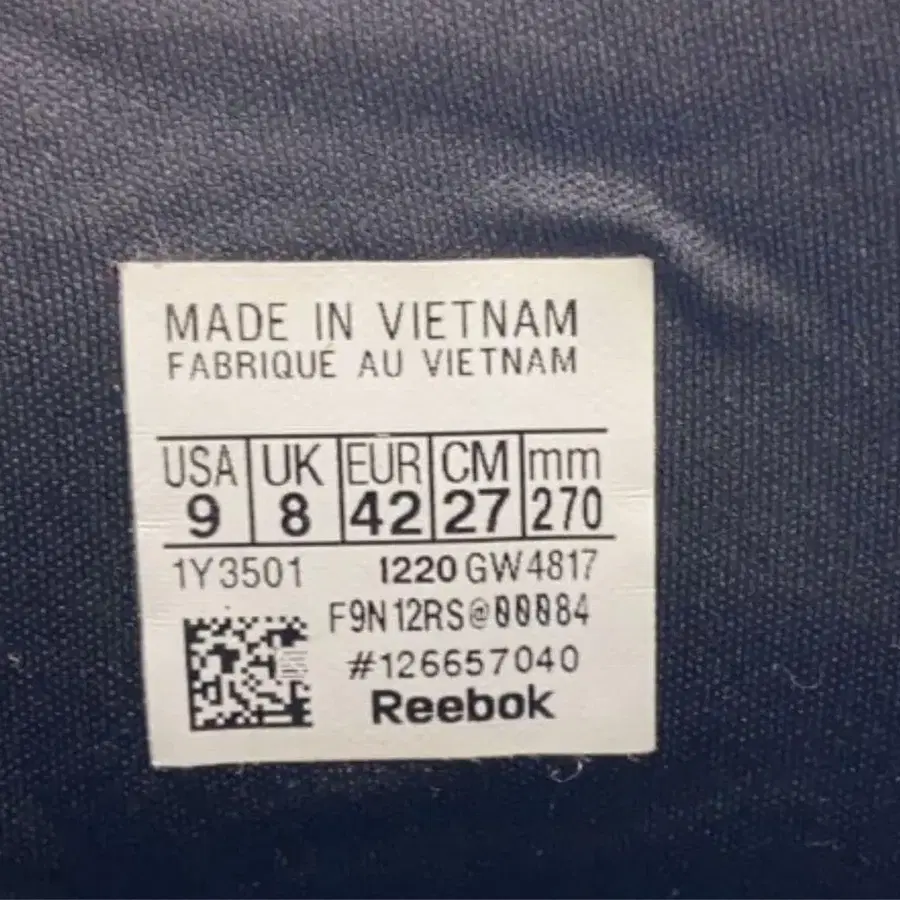 MADE IN VIETNAM
FABRIQUÉ AU VIETNAM
USA UK EUR CM mm
9 8 42 27 270
1Y3501 1220 GW4817
F9N12RS@00084
#126657040
Reebok